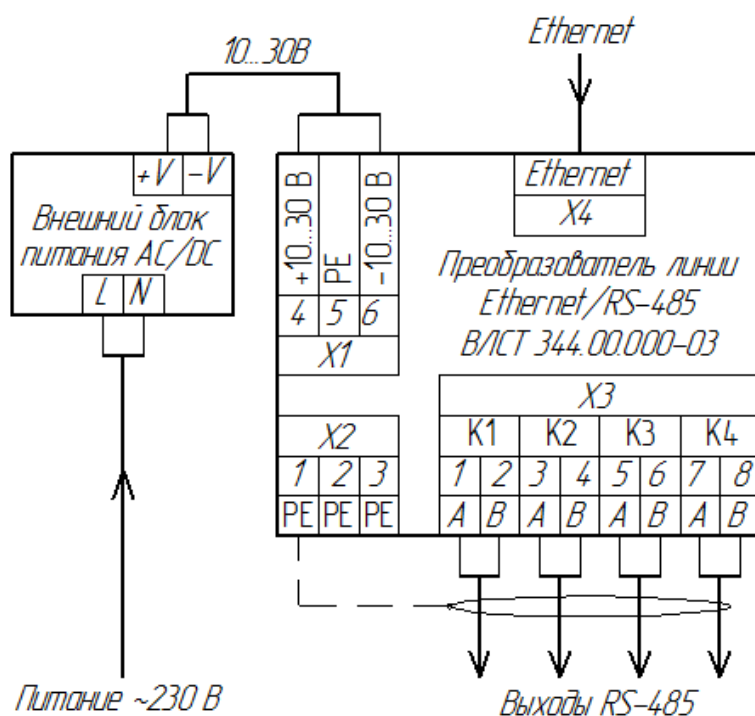 Ethernet
10...30В
+V -V
Внешний блок
питания AC/DC
L N
+10...30 В
PE
-10...30 В
4 5 6
X1
Ethernet
X4
Преобразователь линии
Ethernet/RS-485
ВЛСТ 344.00.000-03
X2
1 2 3
PE PE PE
X3
K1 K2 K3 K4
1 2 3 4 5 6 7 8
A B A B A B A B
Питание ~230 В
Выходы RS-485